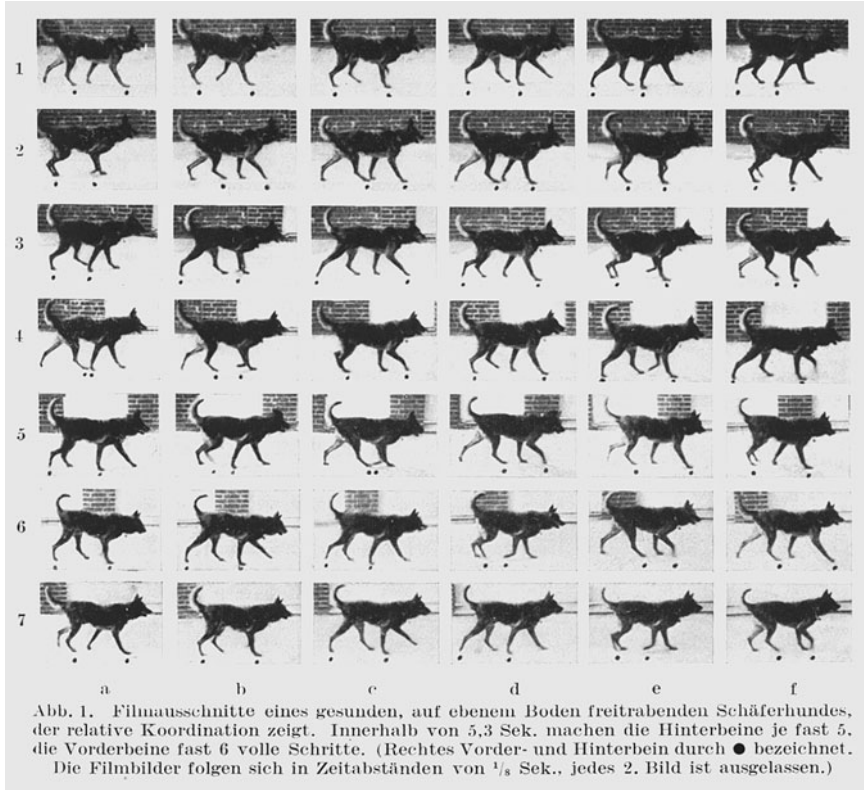 1
2
3
4
5
6
7
a b c d e f
Abb. 1. Filmausschnitte eines gesunden, auf ebenem Boden freitrabenden Schäferhundes,
der relative Koordination zeigt. Innerhalb von 5,3 Sek. machen die Hinterbeine je fast 5,
die Vorderbeine fast 6 volle Schritte. (Rechtes Vorder- und Hinterbein durch ● bezeichnet.
Die Filmbilder folgen sich in Zeitabständen von 1/8 Sek., jedes 2. Bild ist ausgelassen.)